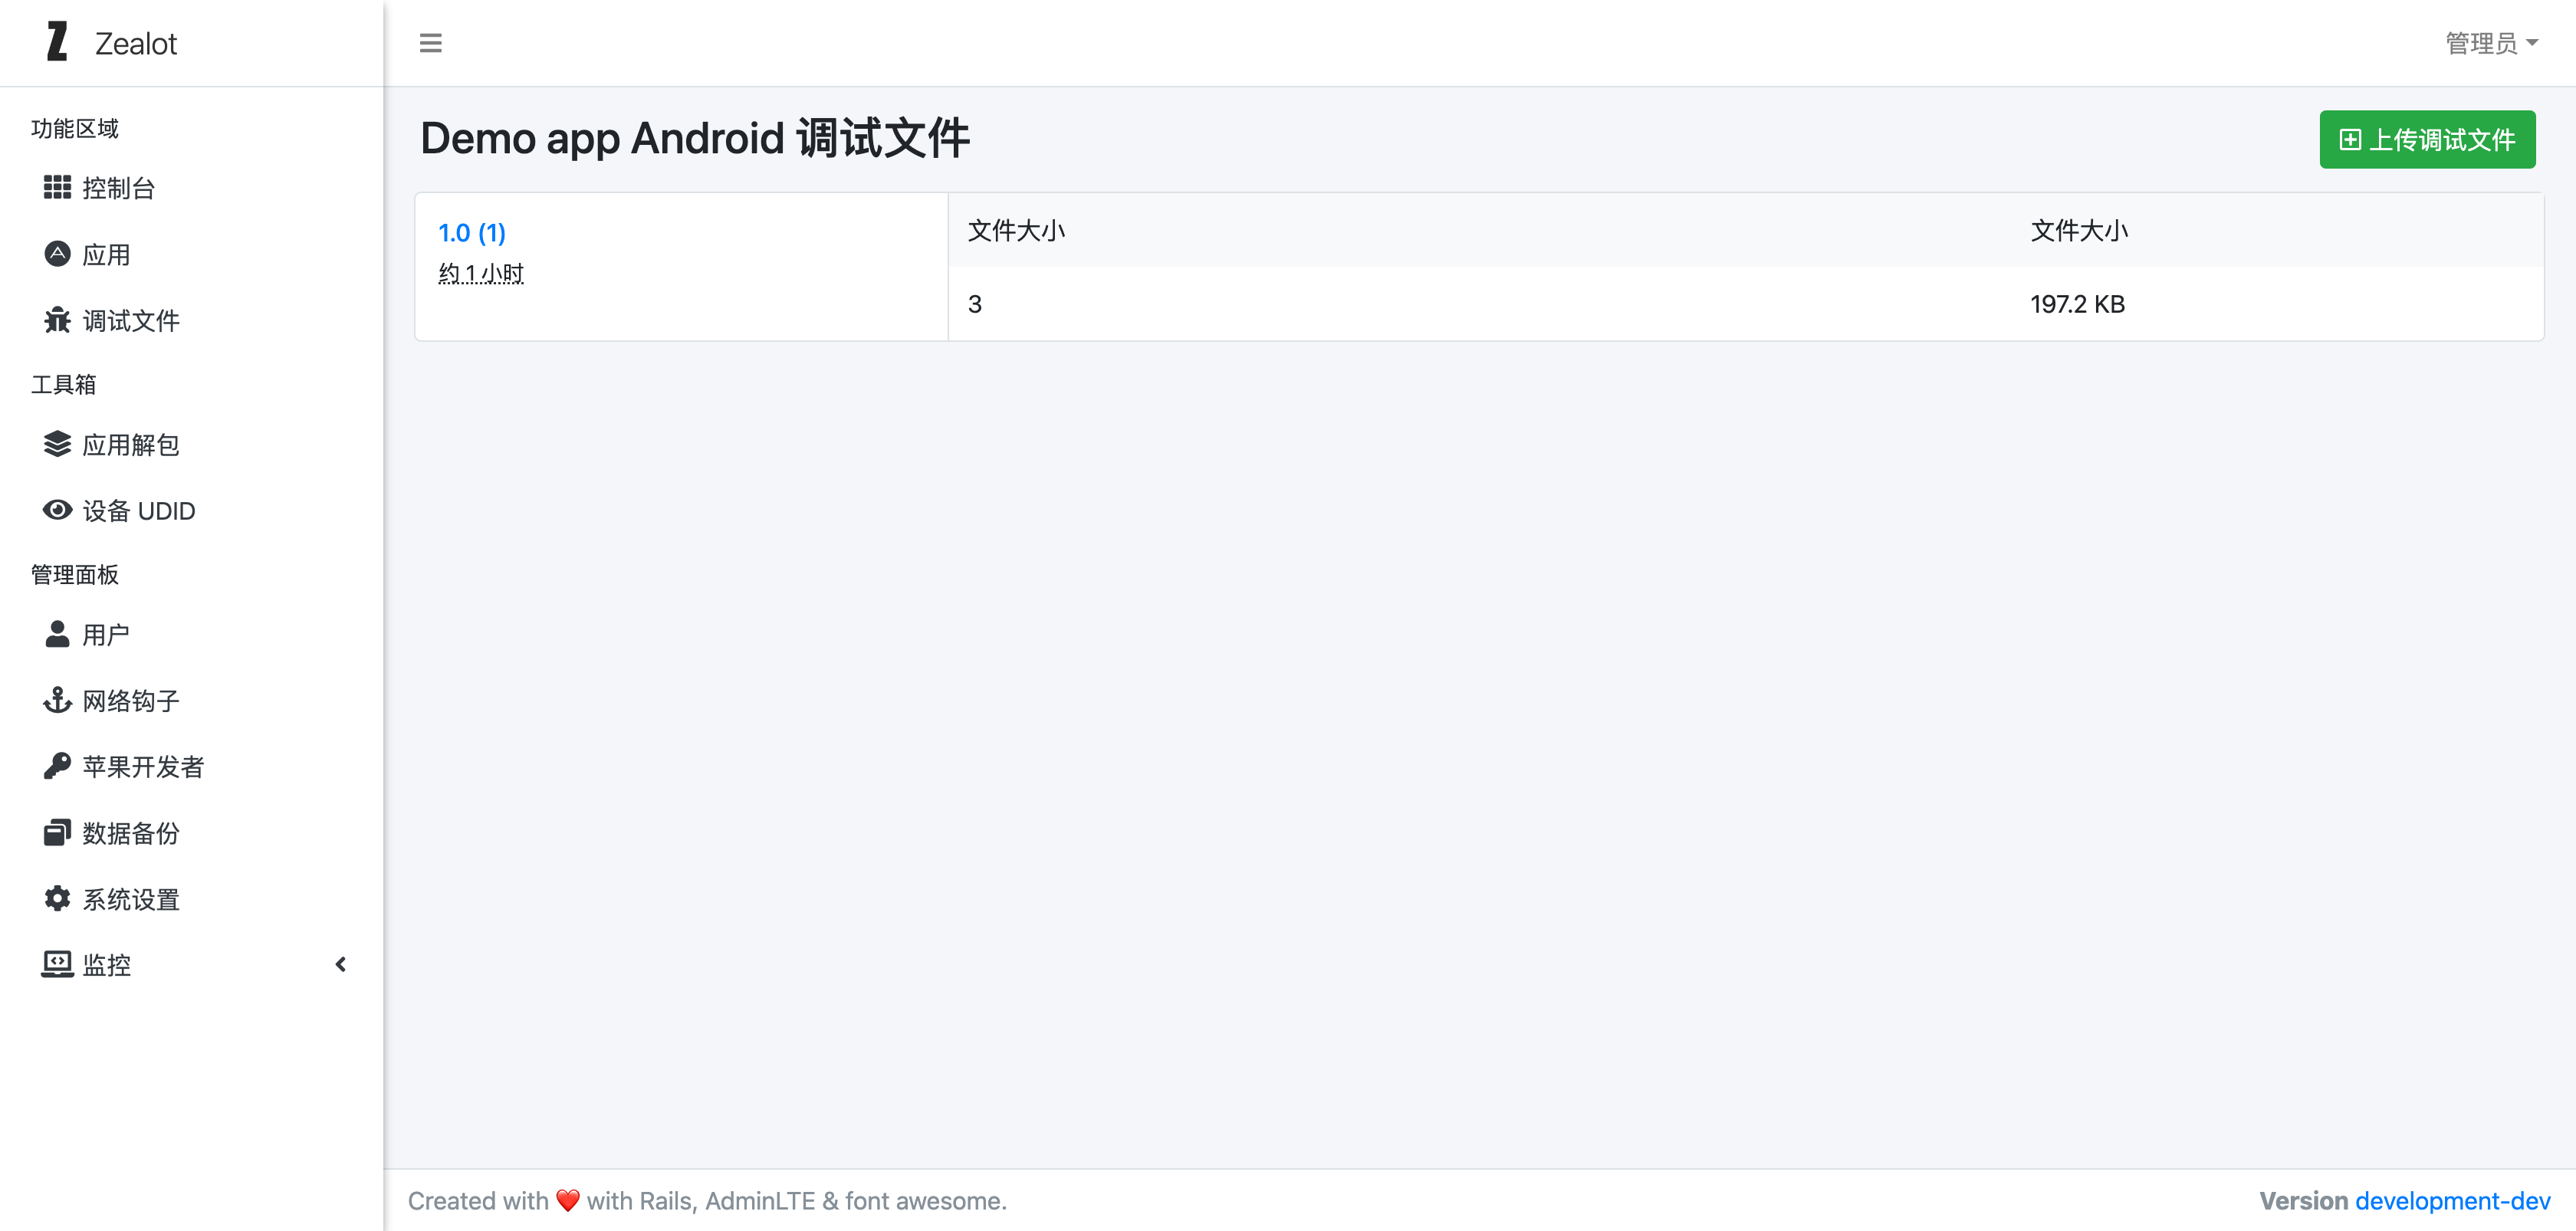 Zealot
管理员
功能区域
控制台
应用
调试文件
工具箱
应用解包
设备 UDID
管理面板
用户
网络钩子
苹果开发者
数据备份
系统设置
监控
Demo app Android 调试文件
上传调试文件
1.0 (1)
约 1 小时
文件大小 文件大小
3 197.2 KB
Created with ❤️ with Rails, AdminLTE & font awesome.
Version development-dev